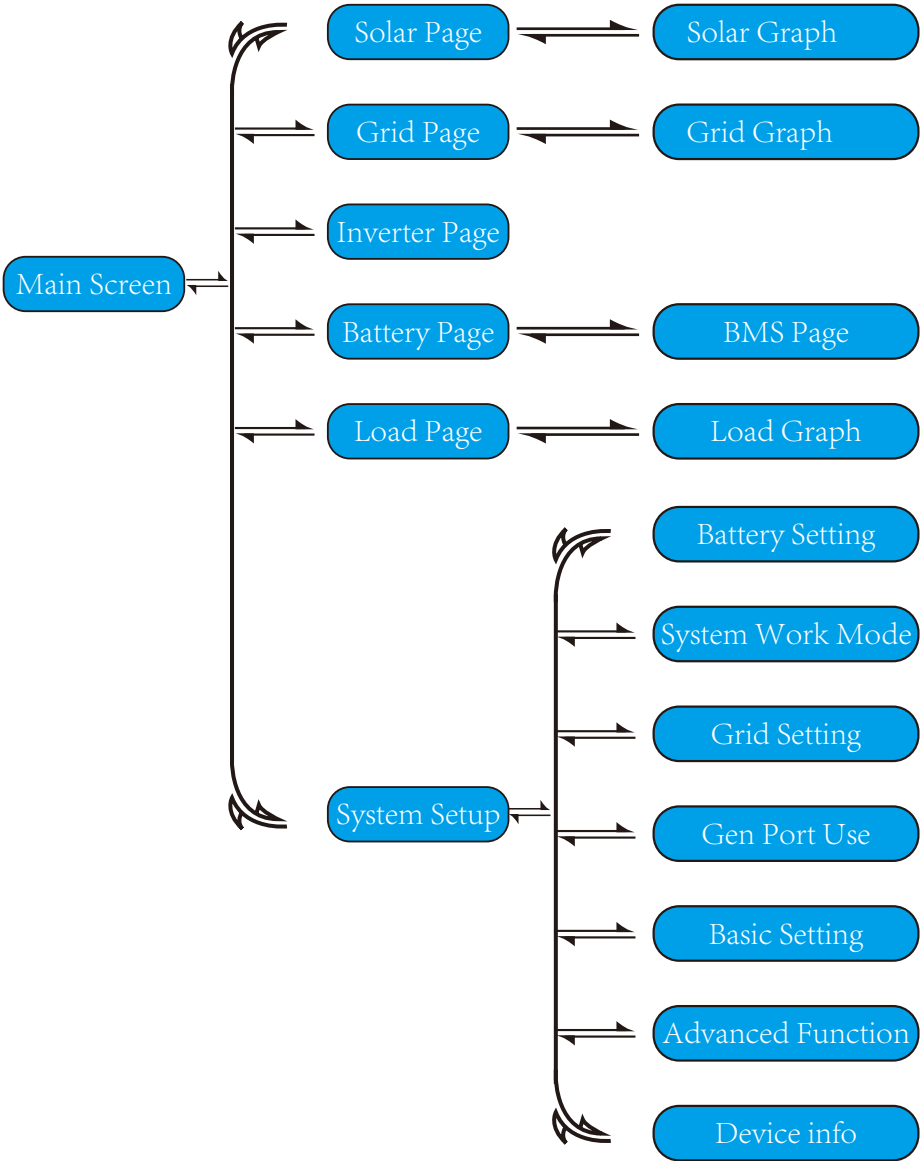 Solar Page
Solar Graph
Grid Page
Grid Graph
Inverter Page
Main Screen
Battery Page
BMS Page
Load Page
Load Graph
Battery Setting
System Work Mode
Grid Setting
System Setup
Gen Port Use
Basic Setting
Advanced Function
Device info